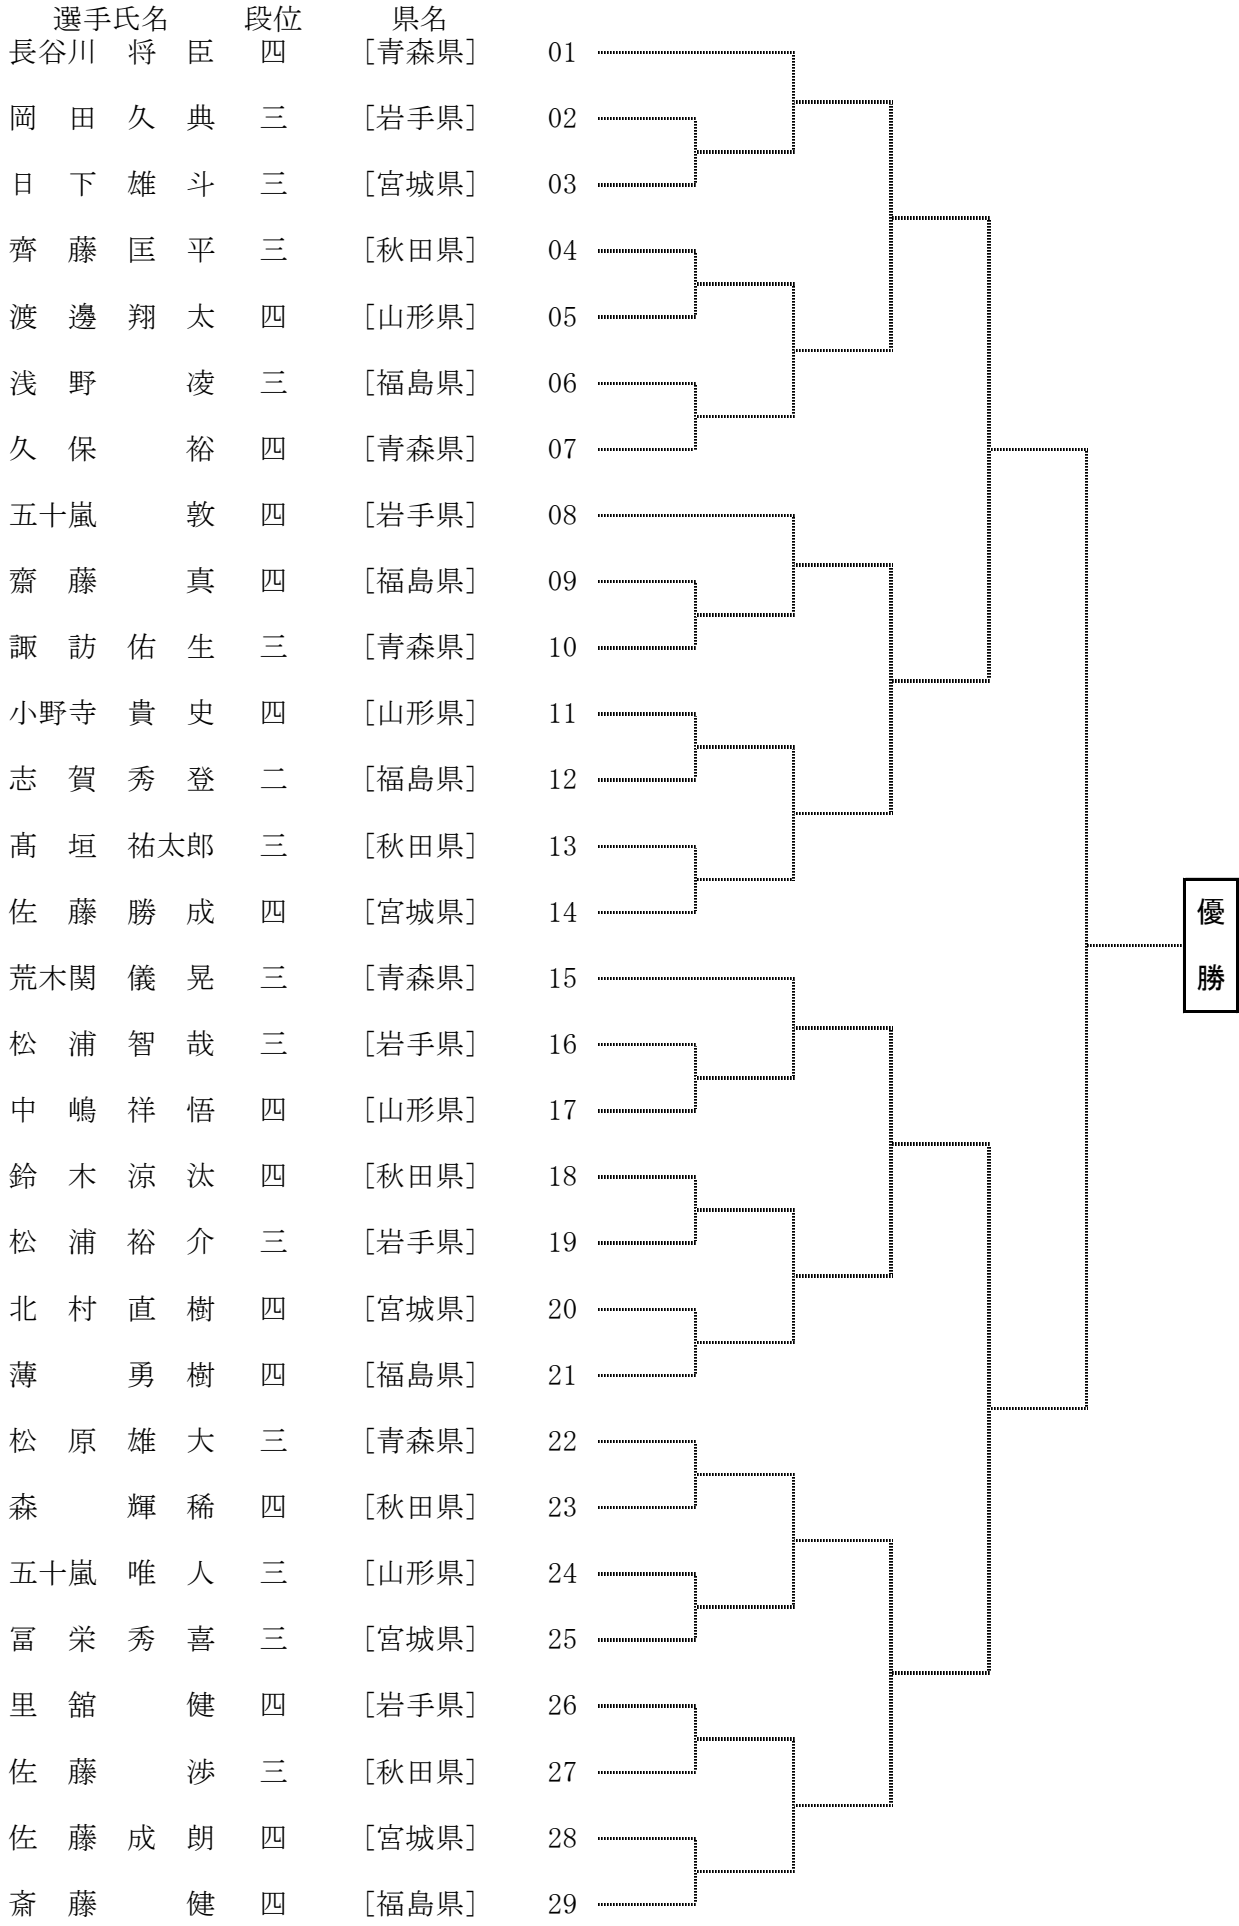 選手氏名 段位 県名
長谷川 将 臣 四 [青森県] 01
岡 田 久 典 三 [岩手県] 02
日 下 雄 斗 三 [宮城県] 03
齊 藤 匡 平 三 [秋田県] 04
渡 邊 翔 太 四 [山形県] 05
浅 野 凌 三 [福島県] 06
久 保 裕 四 [青森県] 07
五十嵐 敦 四 [岩手県] 08
齋 藤 真 四 [福島県] 09
諏 訪 佑 生 三 [青森県] 10
小野寺 貴 史 四 [山形県] 11
志 賀 秀 登 二 [福島県] 12
髙 垣 祐太郎 三 [秋田県] 13
佐 藤 勝 成 四 [宮城県] 14
優勝
荒木関 儀 晃 三 [青森県] 15
松 浦 智 哉 三 [岩手県] 16
中 嶋 祥 悟 四 [山形県] 17
鈴 木 涼 汰 四 [秋田県] 18
松 浦 裕 介 三 [岩手県] 19
北 村 直 樹 四 [宮城県] 20
薄 勇 樹 四 [福島県] 21
松 原 雄 大 三 [青森県] 22
森 輝 稀 四 [秋田県] 23
五十嵐 唯 人 三 [山形県] 24
冨 栄 秀 喜 三 [宮城県] 25
里 舘 健 四 [岩手県] 26
佐 藤 渉 三 [秋田県] 27
佐 藤 成 朗 四 [宮城県] 28
斎 藤 健 四 [福島県] 29